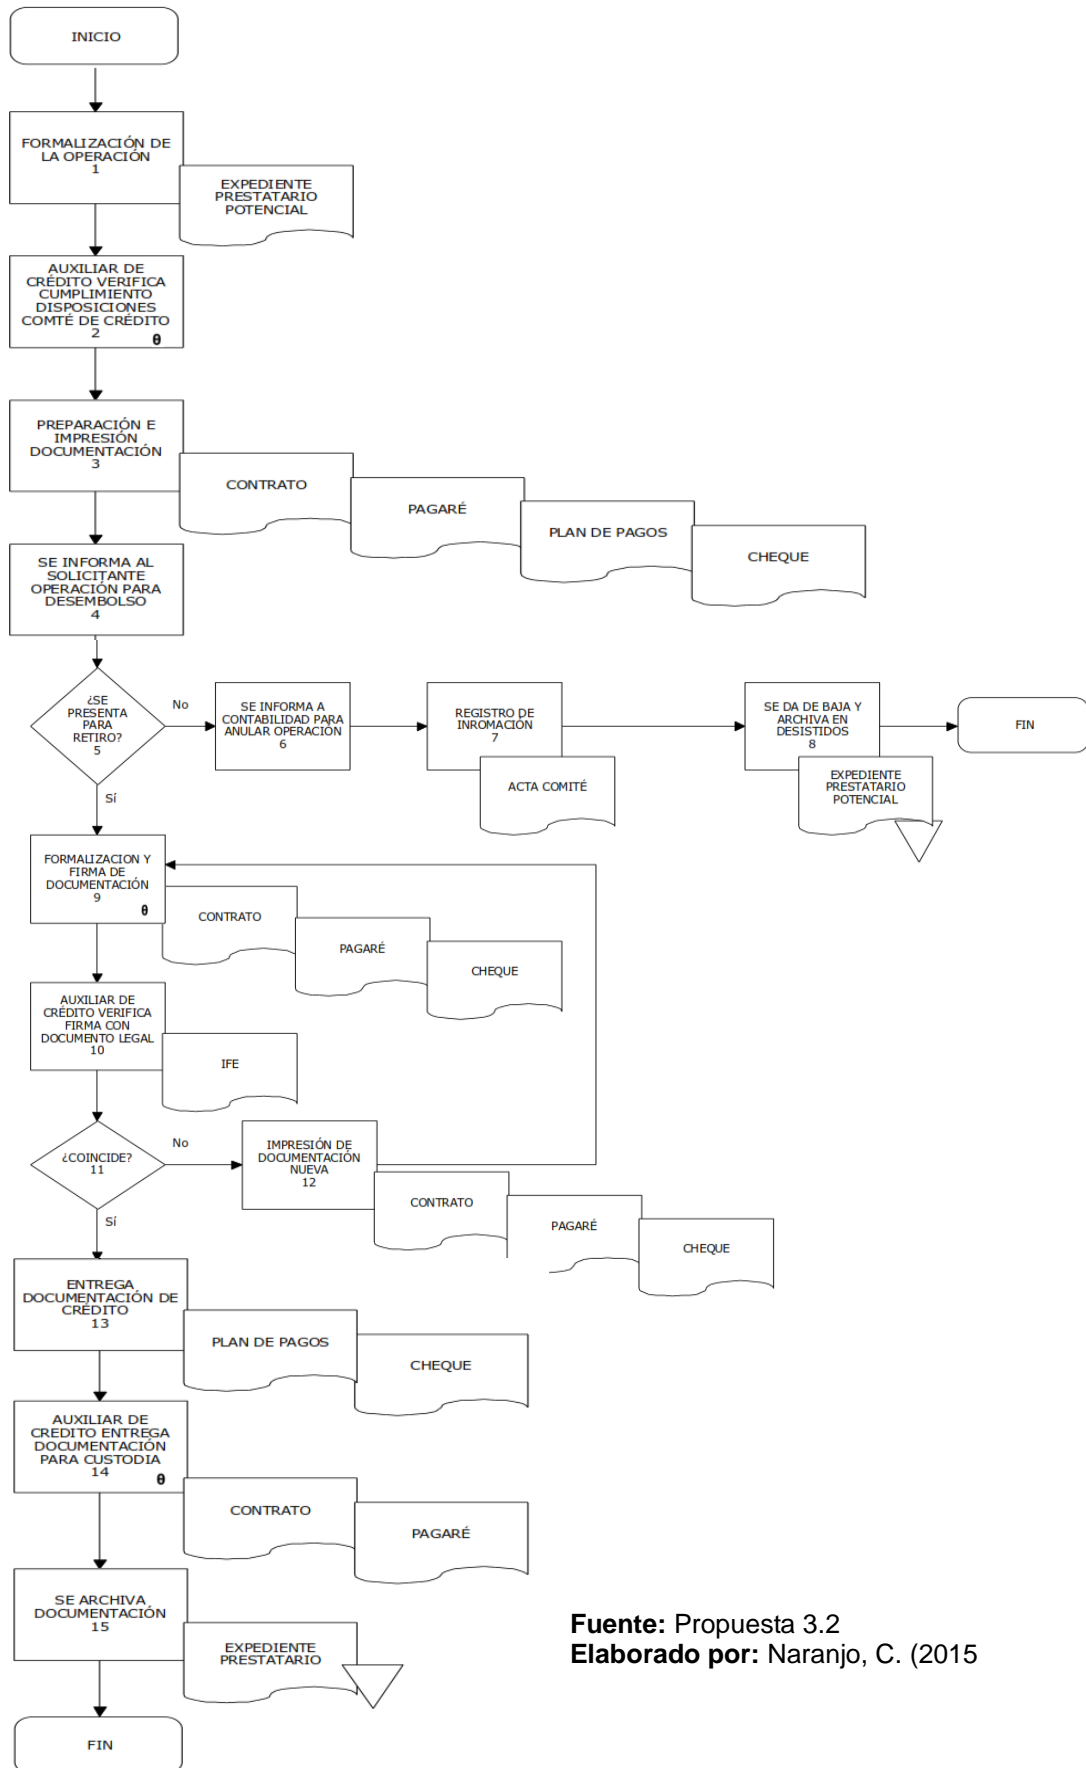 INICIO
FORMALIZACIÓN DE
LA OPERACIÓN
1
EXPEDIENTE
PRESTATARIO
POTENCIAL
AUXILIAR DE
CRÉDITO VERIFICA
CUMPLIMIENTO
DISPOSICIONES
COMTÉ DE CRÉDITO
2
θ
PREPARACIÓN E
IMPRESIÓN
DOCUMENTACIÓN
3
CONTRATO
PAGARÉ
PLAN DE PAGOS
CHEQUE
SE INFORMA AL
SOLICITANTE
OPERACIÓN PARA
DESEMBOLSO
4
¿SE
PRESENTA
PARA
RETIRO?
5
No
SE INFORMA A
CONTABILIDAD PARA
ANULAR OPERACIÓN
6
REGISTRO DE
INROMACIÓN
7
ACTA COMITÉ
SE DA DE BAJA Y
ARCHIVA EN
DESISTIDOS
8
EXPEDIENTE
PRESTATARIO
POTENCIAL
FIN
Sí
FORMALIZACION Y
FIRMA DE
DOCUMENTACIÓN
9
θ
CONTRATO
PAGARÉ
CHEQUE
AUXILIAR DE
CRÉDITO VERIFICA
FIRMA CON
DOCUMENTO LEGAL
10
IFE
¿COINCIDE?
11
No
IMPRESIÓN DE
DOCUMENTACIÓN
NUEVA
12
CONTRATO
PAGARÉ
CHEQUE
Sí
ENTREGA
DOCUMENTACIÓN DE
CRÉDITO
13
PLAN DE PAGOS
CHEQUE
AUXILIAR DE
CREDITO ENTREGA
DOCUMENTACIÓN
PARA CUSTODIA
14
θ
CONTRATO
PAGARÉ
SE ARCHIVA
DOCUMENTACIÓN
15
EXPEDIENTE
PRESTATARIO
FIN
Fuente: Propuesta 3.2
Elaborado por: Naranjo, C. (2015